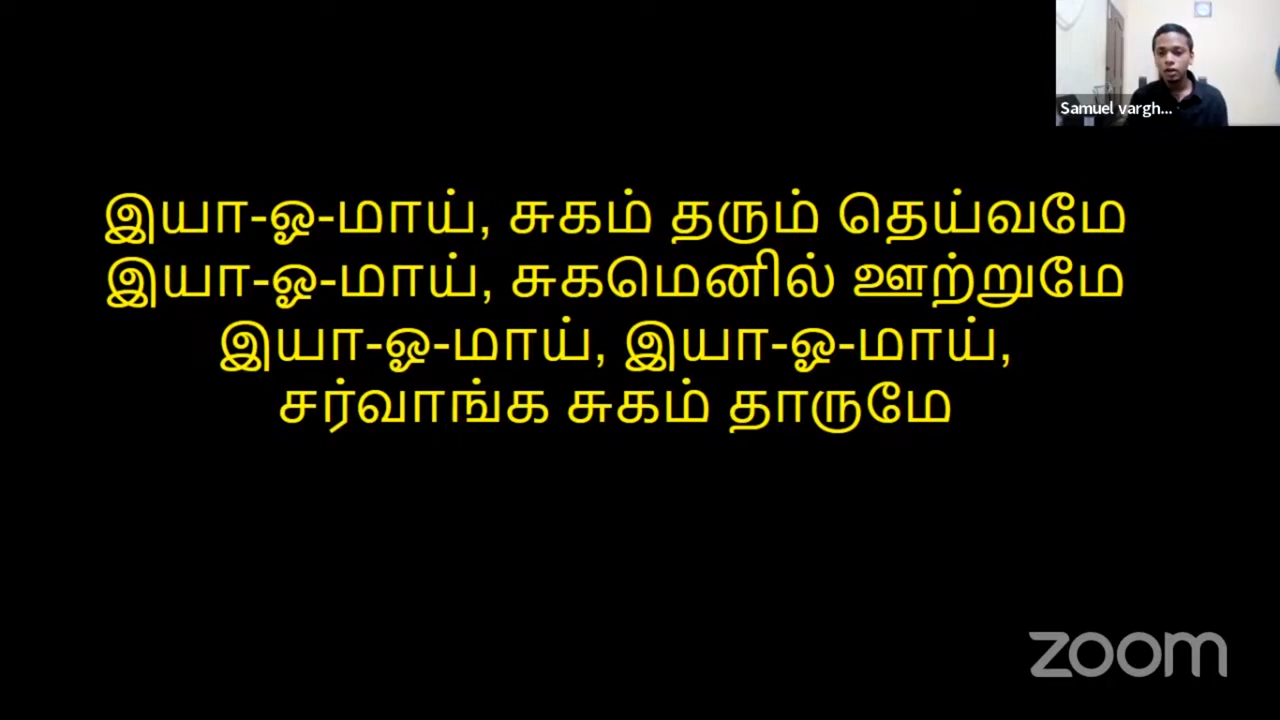 Samuel vargh...
இயா-ஓ-மாய், சுகம் தரும் தெய்வமே
இயா-ஓ-மாய், சுகமெனில் ஊற்றுமே
இயா-ஓ-மாய், இயா-ஓ-மாய்,
சர்வாங்க சுகம் தாருமே
zoom